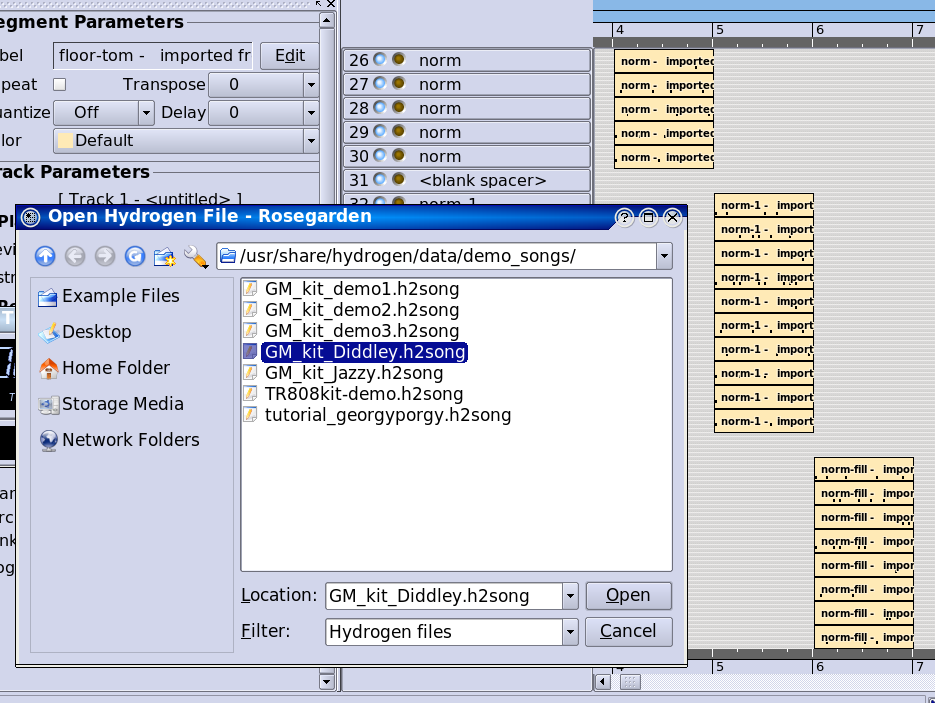 egment Parameters
bel floor-tom - imported fr Edit
peat Transpose 0
uantize Off Delay 0
lor Default
rack Parameters
[ Track 1 - <untitled> ]
26 norm
27 norm
28 norm
29 norm
30 norm
31 <blank spacer>
32 norm-1
4 5 6 7
norm - imported
norm - imported
norm - imported
norm - imported
norm - imported
norm-1 - import
norm-1 - import
norm-1 - import
norm-1 - import
norm-1 - import
norm-1 - import
norm-1 - import
norm-1 - import
norm-1 - import
norm-1 - import
norm-fill - impor
norm-fill - impor
norm-fill - impor
norm-fill - impor
norm-fill - impor
norm-fill - impor
norm-fill - impor
norm-fill - impor
4 5 6 7
Open Hydrogen File - Rosegarden
/usr/share/hydrogen/data/demo_songs/
Example Files
Desktop
Home Folder
Storage Media
Network Folders
GM_kit_demo1.h2song
GM_kit_demo2.h2song
GM_kit_demo3.h2song
GM_kit_Diddley.h2song
GM_kit_Jazzy.h2song
TR808kit-demo.h2song
tutorial_georgyporgy.h2song
Location: GM_kit_Diddley.h2song Open
Filter: Hydrogen files Cancel